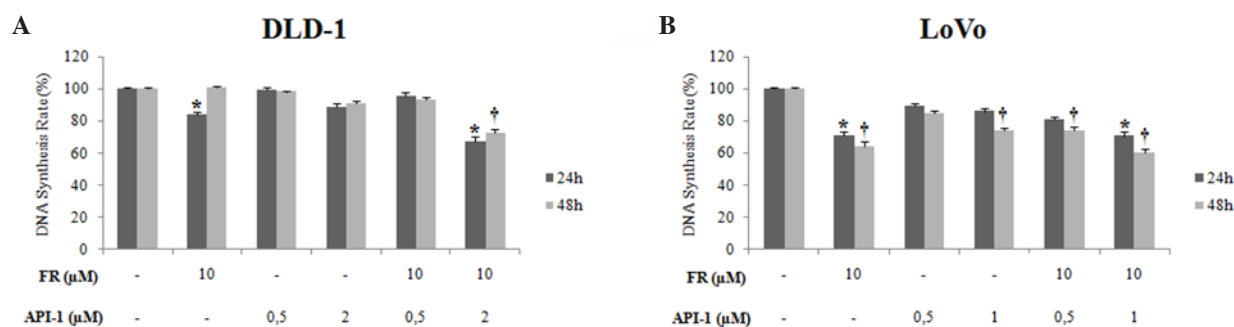 A
DLD-1
DNA Synthesis Rate (%)
120
100
80
60
40
20
0
*
*
†
24h
48h
FR (µM) - 10 - - 10 10
API-1 (µM) - - 0,5 2 0,5 2
B
LoVo
DNA Synthesis Rate (%)
120
100
80
60
40
20
0
*
†
†
†
*
†
24h
48h
FR (µM) - 10 - - 10 10
API-1 (µM) - - 0,5 1 0,5 1